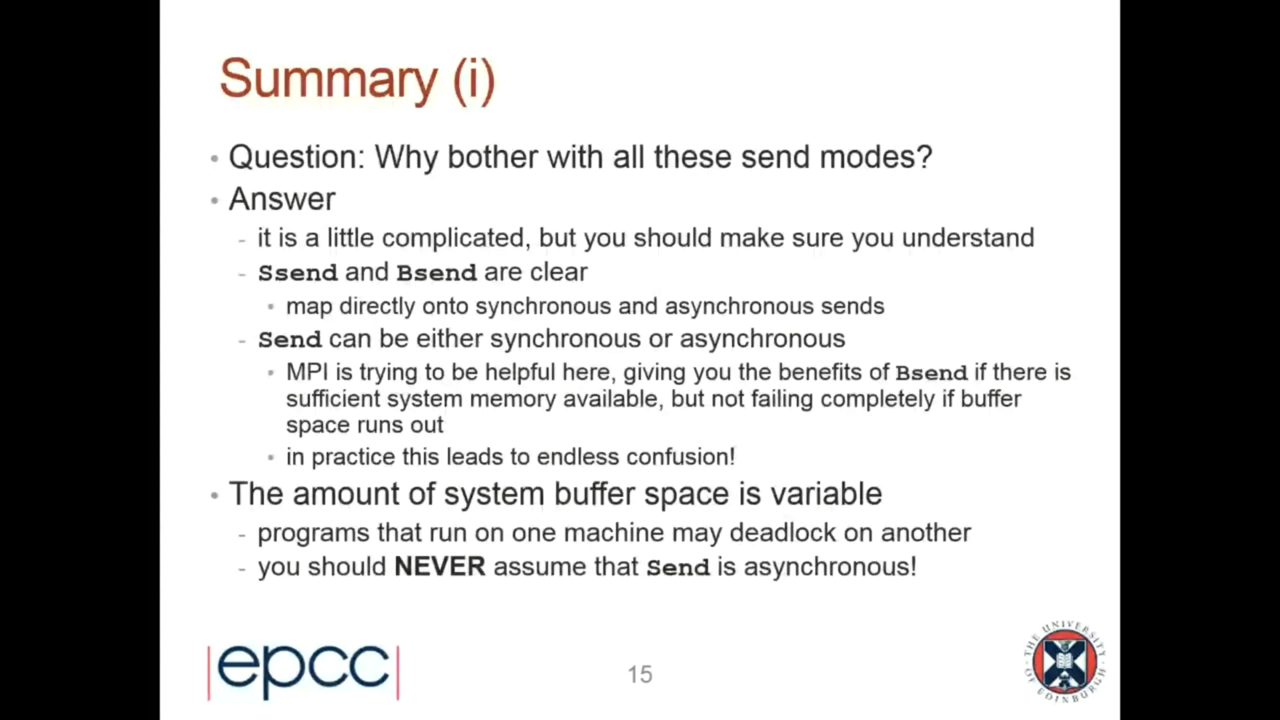 Summary (i)
• Question: Why bother with all these send modes?
• Answer
- it is a little complicated, but you should make sure you understand
- Ssend and Bsend are clear
• map directly onto synchronous and asynchronous sends
- Send can be either synchronous or asynchronous
• MPI is trying to be helpful here, giving you the benefits of Bsend if there is
sufficient system memory available, but not failing completely if buffer
space runs out
• in practice this leads to endless confusion!
• The amount of system buffer space is variable
- programs that run on one machine may deadlock on another
- you should NEVER assume that Send is asynchronous!
|epcc|
15
THE UNIVERSITY
OF EDINBURGH